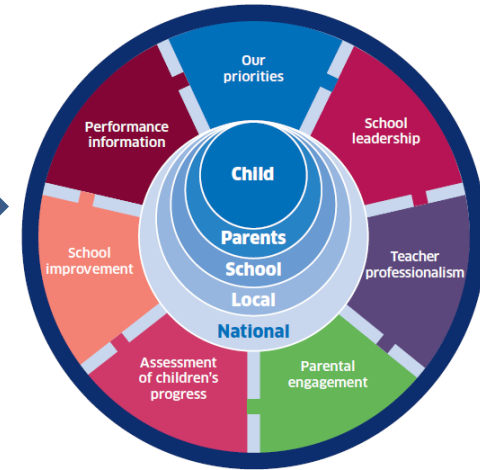 Our
priorities
School
leadership
Teacher
professionalism
Parental
engagement
Assessment
of children's
progress
School
improvement
Performance
information
Child
Parents
School
Local
National